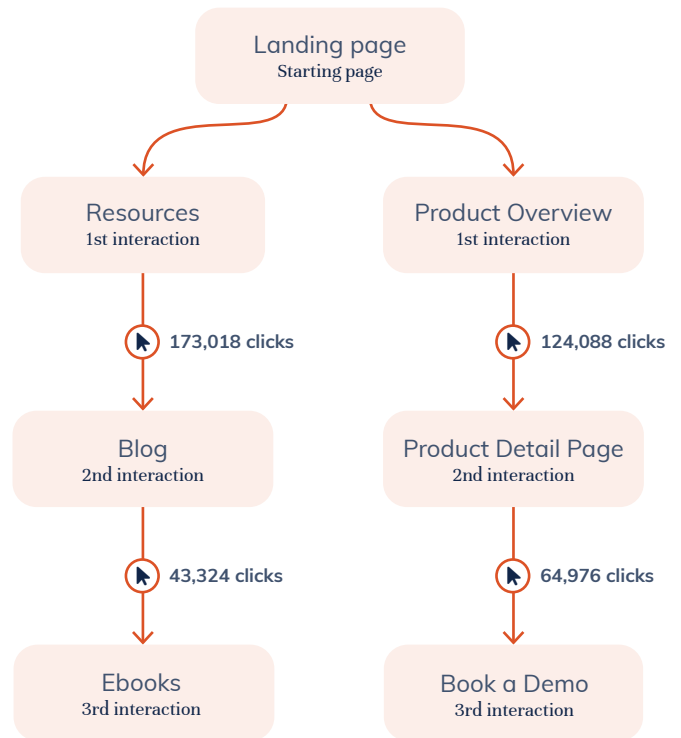 Landing page
Starting page
Resources
1st interaction
Product Overview
1st interaction
173,018 clicks
124,088 clicks
Blog
2nd interaction
Product Detail Page
2nd interaction
43,324 clicks
64,976 clicks
Ebooks
3rd interaction
Book a Demo
3rd interaction